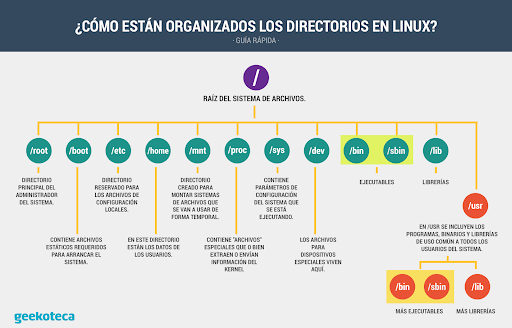 ¿CÓMO ESTÁN ORGANIZADOS LOS DIRECTORIOS EN LINUX?
· GUÍA RÁPIDA ·
/
RAÍZ DEL SISTEMA DE ARCHIVOS.
/root
/boot
/etc
/home
/mnt
/proc
/sys
/dev
/bin
/sbin
/lib
DIRECTORIO
PRINCIPAL DEL
ADMINISTRADOR
DEL SISTEMA.
DIRECTORIO
RESERVADO PARA
LOS ARCHIVOS DE
CONFIGURACIÓN
LOCALES.
DIRECTORIO
CREADO PARA
MONTAR SISTEMAS
DE ARCHIVOS QUE
SE VAN A USAR DE
FORMA TEMPORAL.
CONTIENE
PARÁMETROS DE
CONFIGURACIÓN
DEL SISTEMA QUE
SE ESTÁ
EJECUTANDO.
EJECUTABLES
LIBRERÍAS
/usr
CONTIENE ARCHIVOS
ESTÁTICOS REQUERIDOS
PARA ARRANCAR EL
SISTEMA.
EN ESTE DIRECTORIO
ESTÁN LOS DATOS DE
LOS USUARIOS.
CONTIENE "ARCHIVOS"
ESPECIALES QUE O BIEN
EXTRAEN O ENVÍAN
INFORMACIÓN DEL
KERNEL
LOS ARCHIVOS
PARA
DISPOSITIVOS
ESPECIALES VIVEN
AQUÍ.
EN /USR SE INCLUYEN LOS
PROGRAMAS, BINARIOS Y LIBRERÍAS
DE USO COMÚN A TODOS LOS
USUARIOS DEL SISTEMA.
/bin
/sbin
/lib
MÁS EJECUTABLES
MÁS LIBRERÍAS
geekoteca